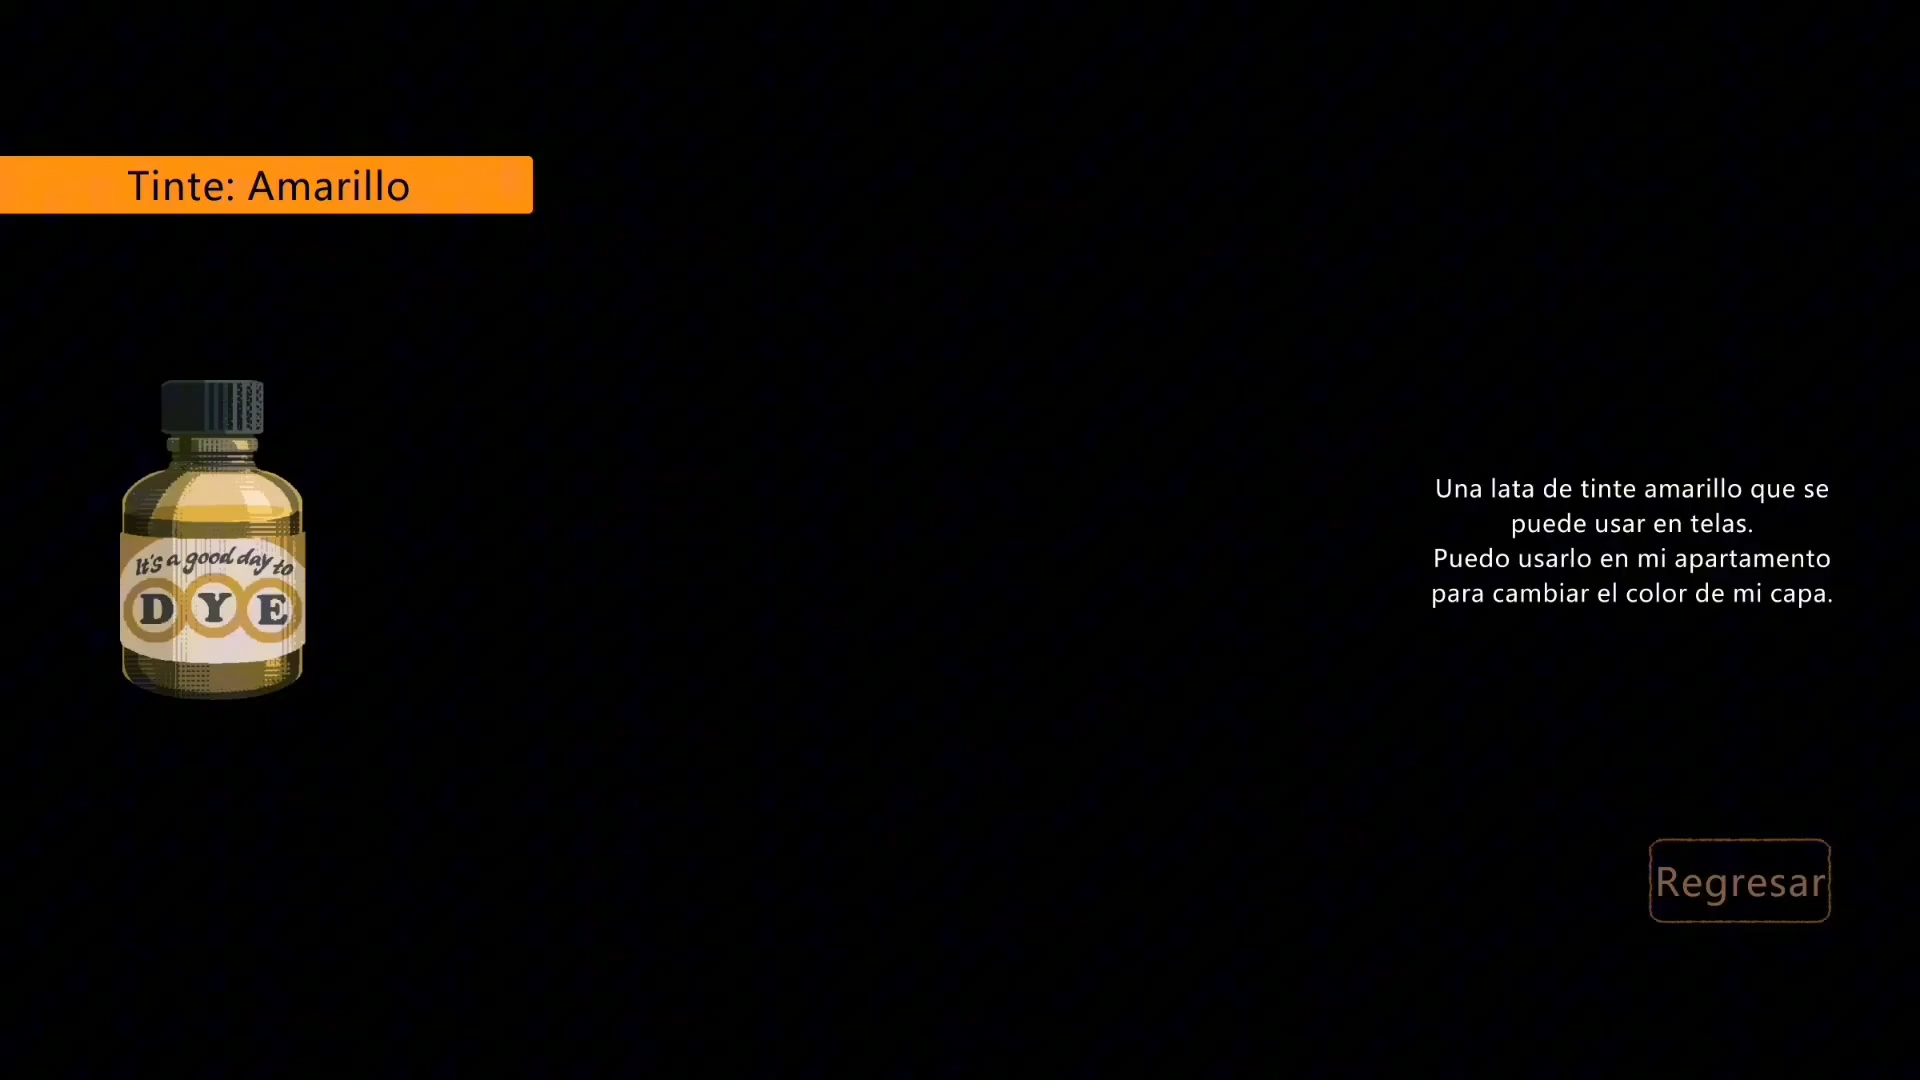 Tinte: Amarillo
It's a good day to
DYE
Una lata de tinte amarillo que se
puede usar en telas.
Puedo usarlo en mi apartamento
para cambiar el color de mi capa.
Regresar